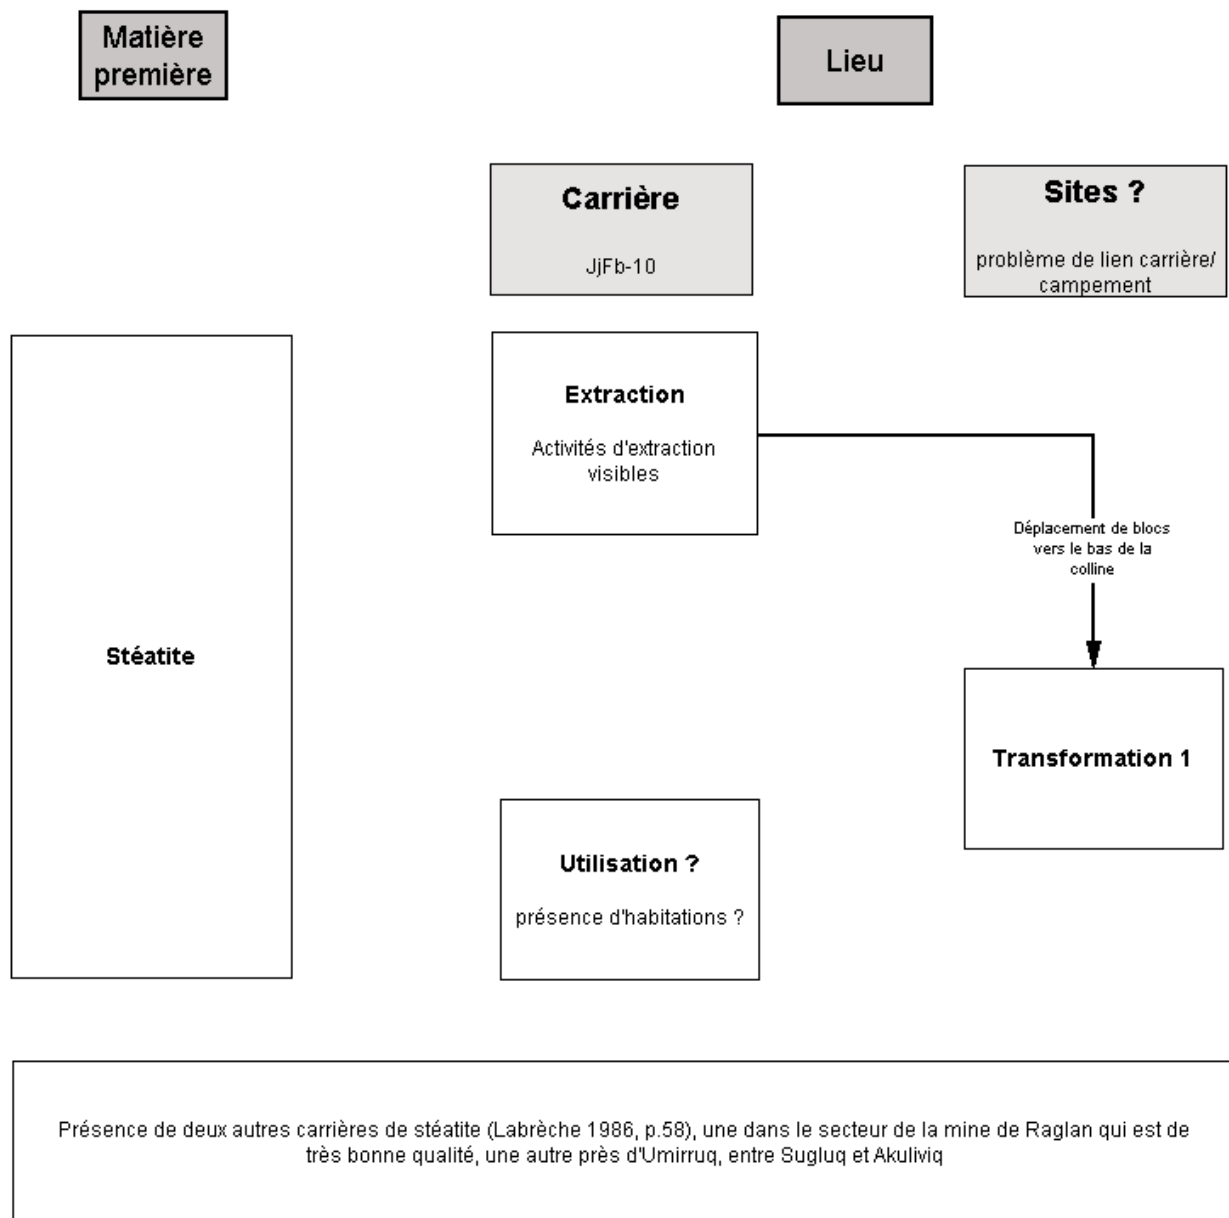 Matière
première
Lieu
Carrière
JjFb-10
Sites ?
problème de lien carrière/
campement
Extraction
Activités d'extraction
visibles
Déplacement de blocs
vers le bas de la
colline
Stéatite
Transformation 1
Utilisation ?
présence d'habitations ?
Présence de deux autres carrières de stéatite (Labrèche 1986, p.58), une dans le secteur de la mine de Raglan qui est de
très bonne qualité, une autre près d'Umirruq, entre Sugluq et Akuliviq